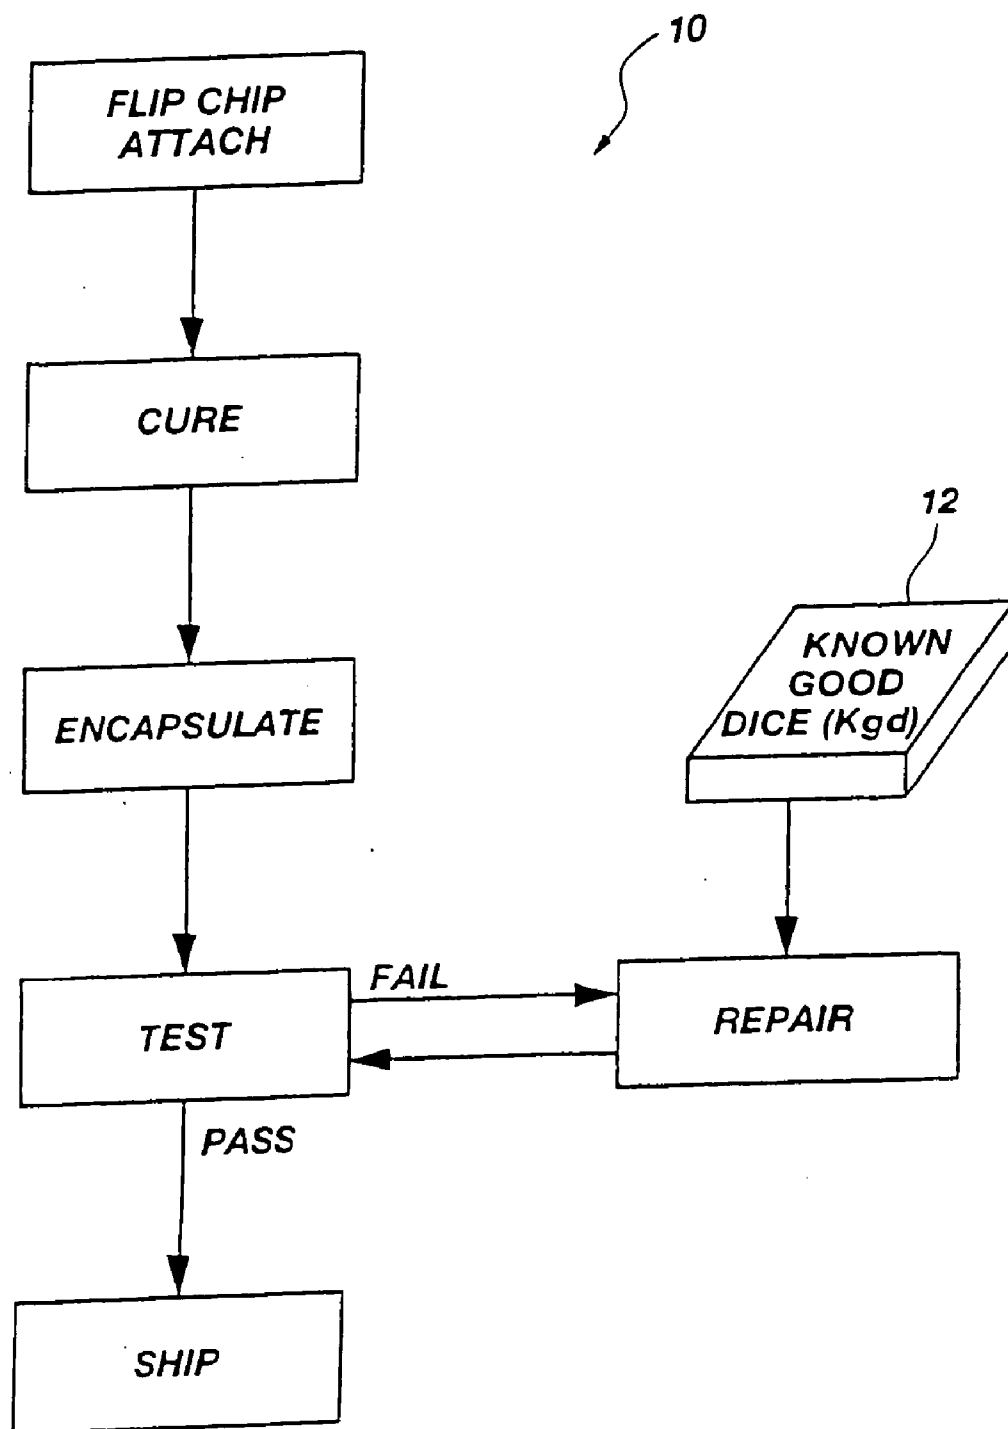 10
FLIP CHIP
ATTACH
CURE
12
KNOWN
GOOD
DICE (Kgd)
ENCAPSULATE
FAIL
TEST
REPAIR
PASS
SHIP